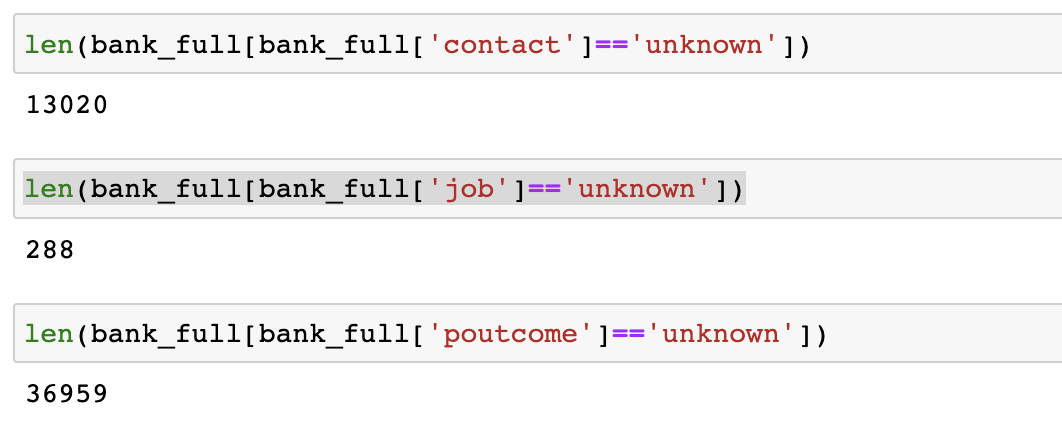 len(bank_full[bank_full['contact']=='unknown'])
13020
len(bank_full[bank_full['job']=='unknown'])
288
len(bank_full[bank_full['poutcome']=='unknown'])
36959